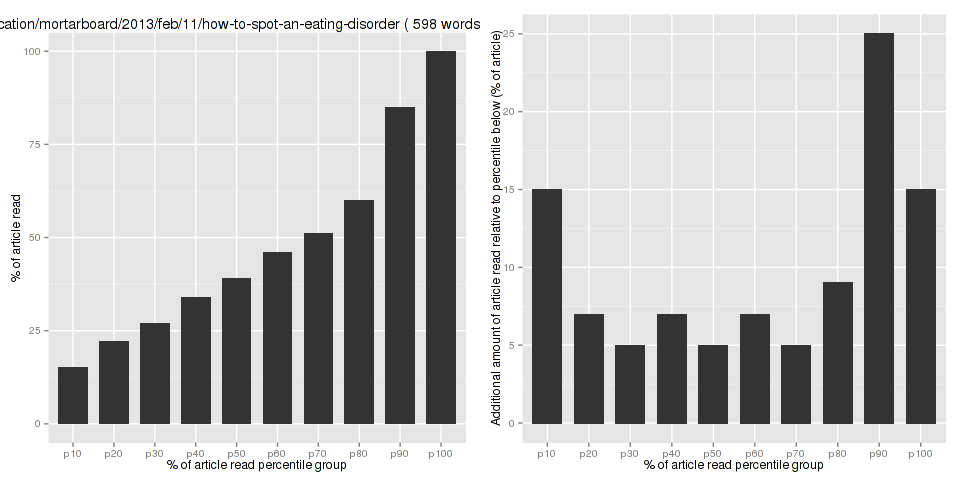 cation/mortarboard/2013/feb/11/how-to-spot-an-eating-disorder ( 598 words
% of article read
100
75
50
25
0
p10 p20 p30 p40 p50 p60 p70 p80 p90 p100
% of article read percentile group
Additional amount of article read relative to percentile below (% of article)
25
20
15
10
5
0
p10 p20 p30 p40 p50 p60 p70 p80 p90 p100
% of article read percentile group